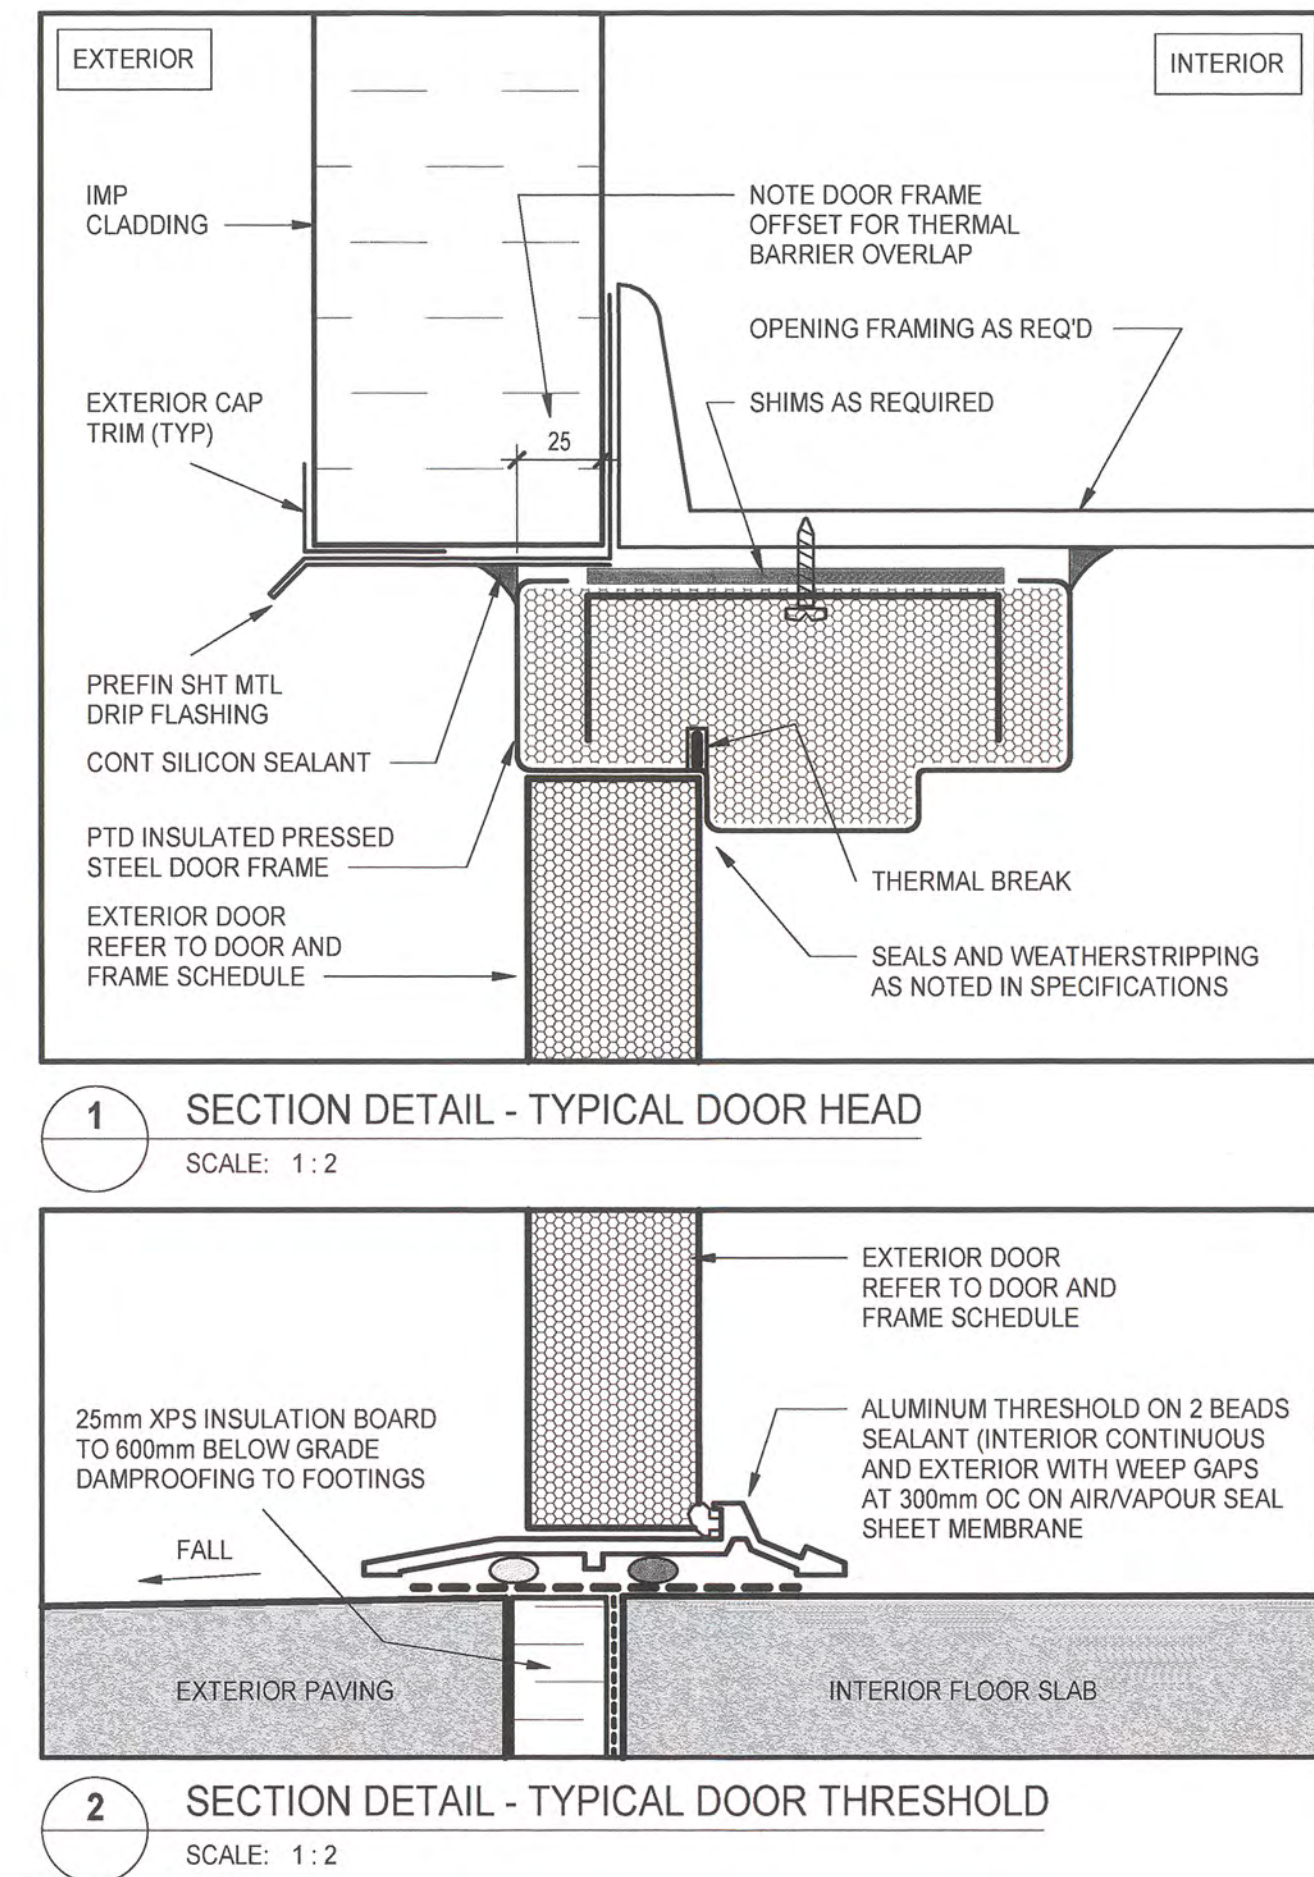 EXTERIOR
INTERIOR
IMP
CLADDING
NOTE DOOR FRAME
OFFSET FOR THERMAL
BARRIER OVERLAP
OPENING FRAMING AS REQ'D
EXTERIOR CAP
TRIM (TYP)
SHIMS AS REQUIRED
25
PREFIN SHT MTL
DRIP FLASHING
CONT SILICON SEALANT
PTD INSULATED PRESSED
STEEL DOOR FRAME
THERMAL BREAK
EXTERIOR DOOR
REFER TO DOOR AND
FRAME SCHEDULE
SEALS AND WEATHERSTRIPPING
AS NOTED IN SPECIFICATIONS
1
SECTION DETAIL - TYPICAL DOOR HEAD
SCALE: 1 : 2
EXTERIOR DOOR
REFER TO DOOR AND
FRAME SCHEDULE
25mm XPS INSULATION BOARD
TO 600mm BELOW GRADE
DAMPROOFING TO FOOTINGS
ALUMINUM THRESHOLD ON 2 BEADS
SEALANT (INTERIOR CONTINUOUS
AND EXTERIOR WITH WEEP GAPS
AT 300mm OC ON AIR/VAPOUR SEAL
SHEET MEMBRANE
FALL
EXTERIOR PAVING
INTERIOR FLOOR SLAB
2
SECTION DETAIL - TYPICAL DOOR THRESHOLD
SCALE: 1 : 2